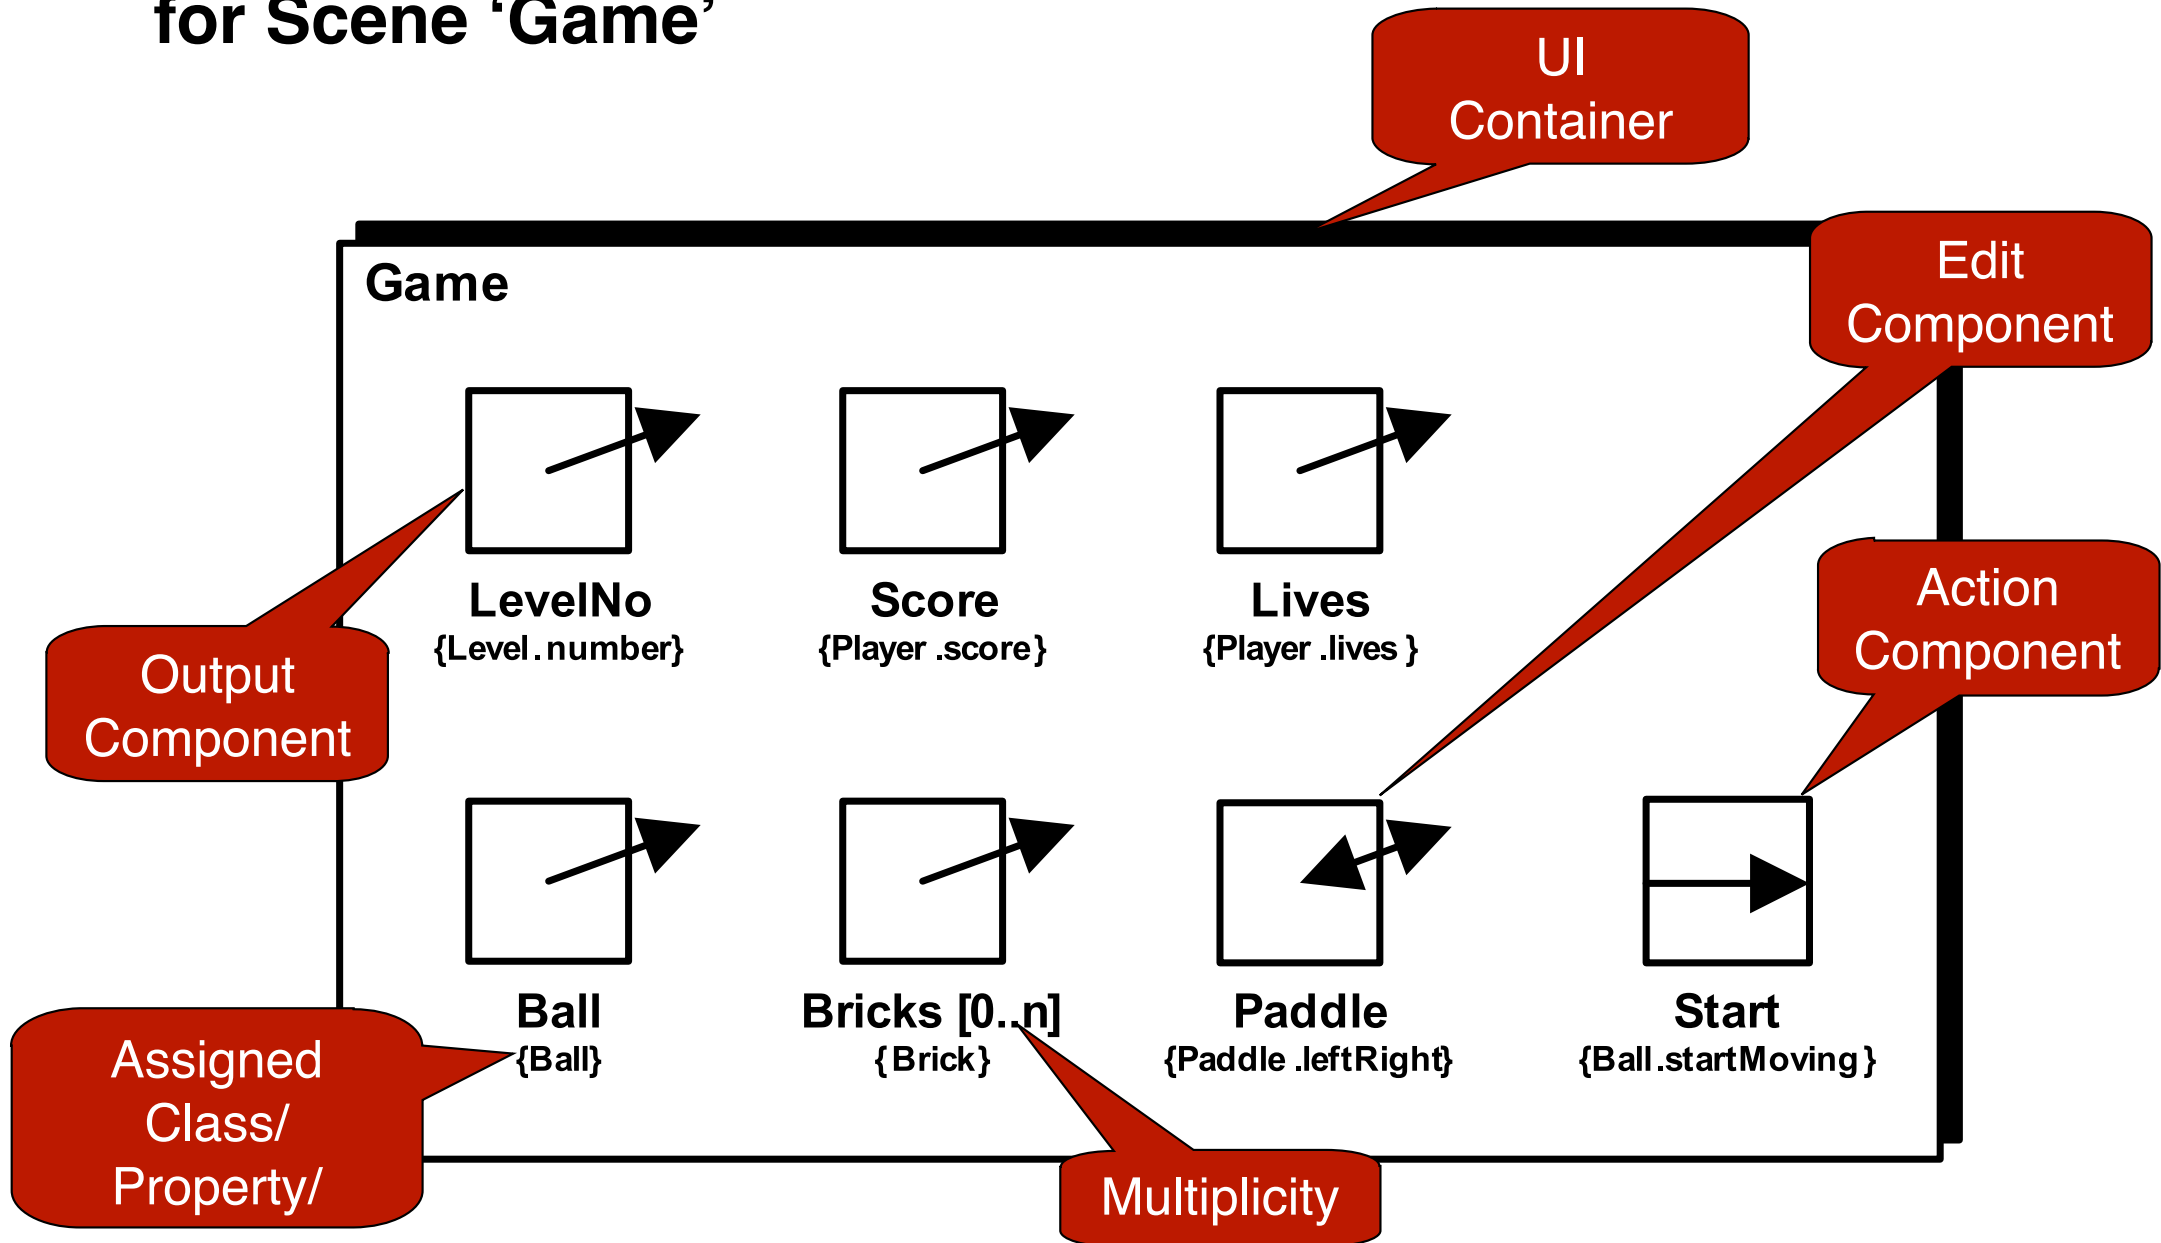 for Scene ‘Game’
UI
Container
Edit
Component
Game
Action
Component
LevelNo
{Level.number}
Score
{Player.score}
Lives
{Player.lives}
Output
Component
Ball
{Ball}
Bricks [0..n]
{Brick}
Paddle
{Paddle.leftRight}
Start
{Ball.startMoving}
Assigned
Class/
Property/
Multiplicity